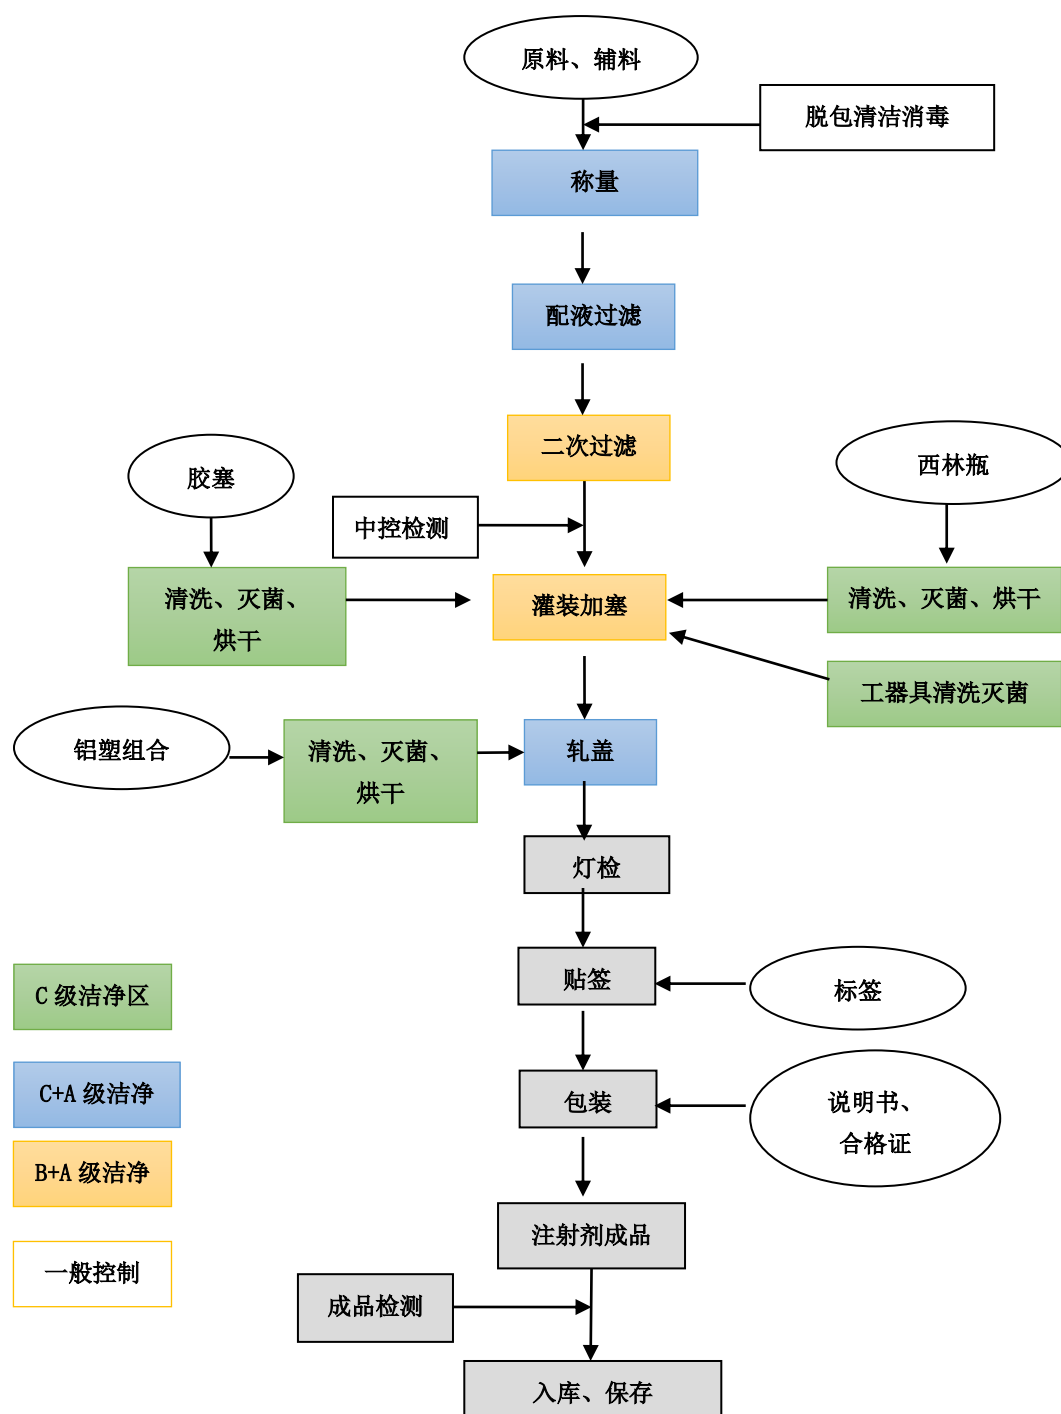 原料、辅料
脱包清洁消毒
称量
配液过滤
二次过滤
胶塞
西林瓶
中控检测
清洗、灭菌、
烘干
灌装加塞
清洗、灭菌、烘干
工器具清洗灭菌
铝塑组合
清洗、灭菌、
烘干
轧盖
灯检
C 级洁净区
贴签
标签
C+A 级洁净
包装
说明书、
合格证
B+A 级洁净
注射剂成品
一般控制
成品检测
入库、保存